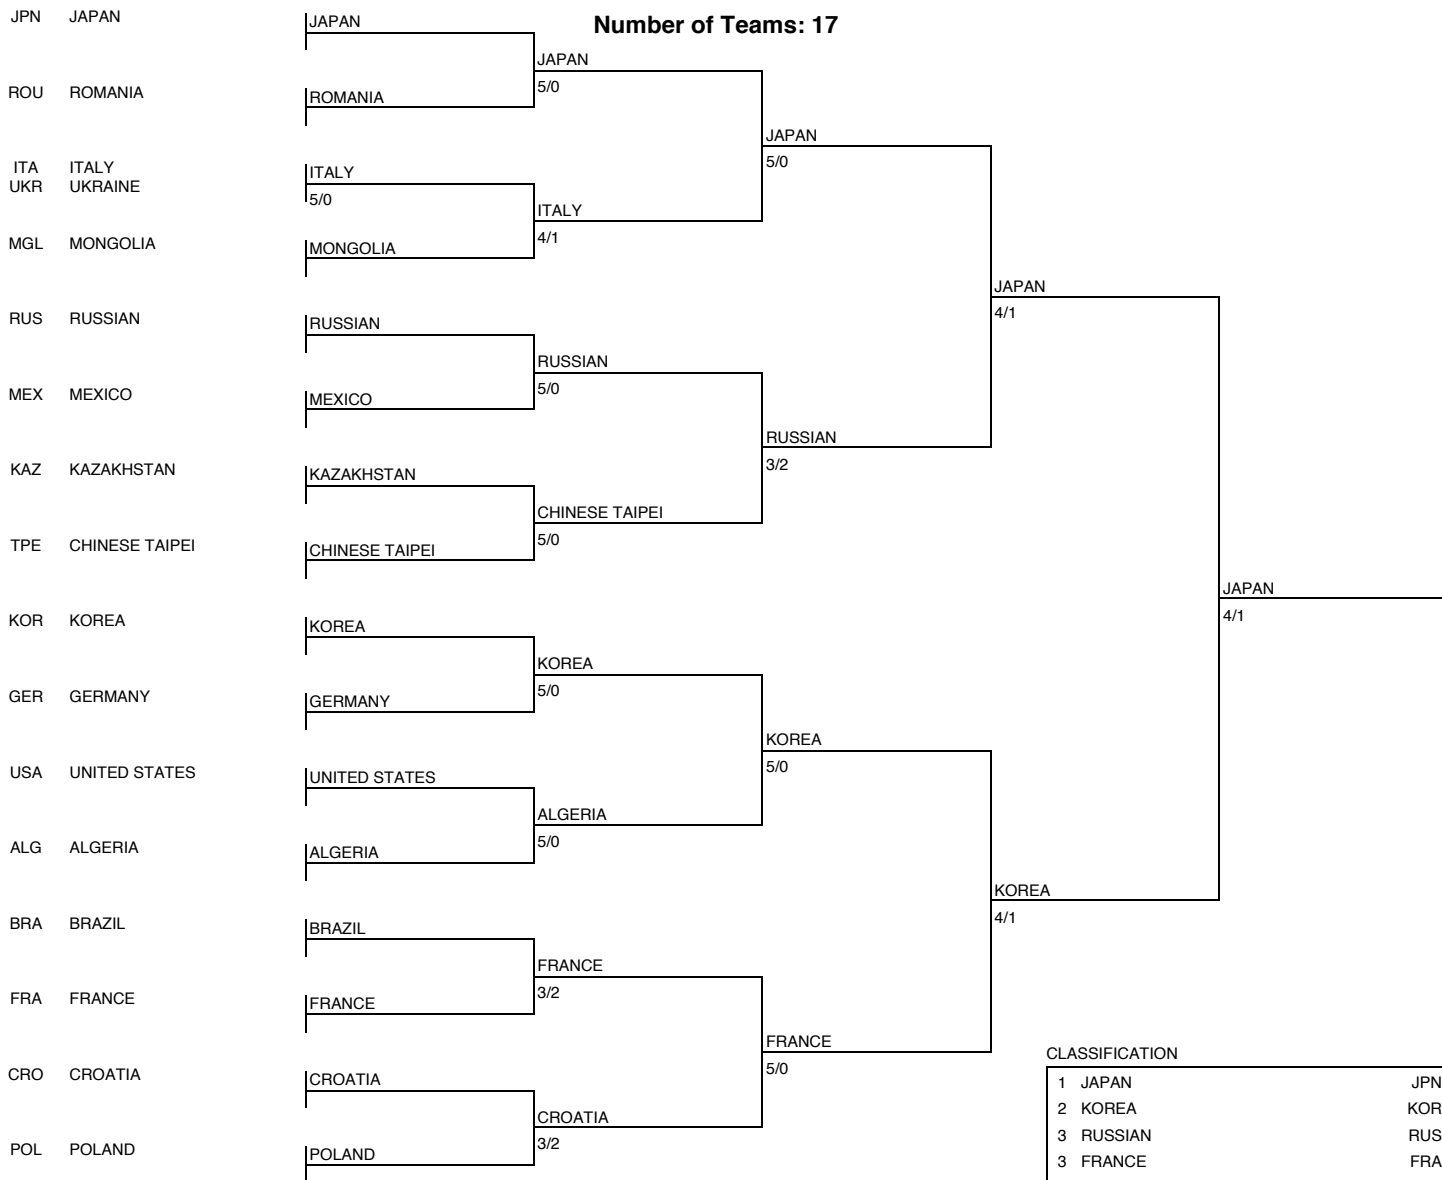 Number of Teams: 17
JPN JAPAN
JAPAN
JAPAN
5/0
ROU ROMANIA
ROMANIA
JAPAN
5/0
ITA ITALY
UKR UKRAINE
ITALY
5/0
ITALY
4/1
MGL MONGOLIA
MONGOLIA
JAPAN
4/1
RUS RUSSIAN
RUSSIAN
RUSSIAN
5/0
MEX MEXICO
MEXICO
RUSSIAN
3/2
KAZ KAZAKHSTAN
KAZAKHSTAN
CHINESE TAIPEI
5/0
TPE CHINESE TAIPEI
CHINESE TAIPEI
JAPAN
4/1
KOR KOREA
KOREA
KOREA
5/0
GER GERMANY
GERMANY
KOREA
5/0
USA UNITED STATES
UNITED STATES
ALGERIA
5/0
ALG ALGERIA
ALGERIA
KOREA
4/1
BRA BRAZIL
BRAZIL
FRANCE
3/2
FRA FRANCE
FRANCE
FRANCE
5/0
CRO CROATIA
CROATIA
CROATIA
3/2
POL POLAND
POLAND
CLASSIFICATION
1 JAPAN JPN
2 KOREA KOR
3 RUSSIAN RUS
3 FRANCE FRA